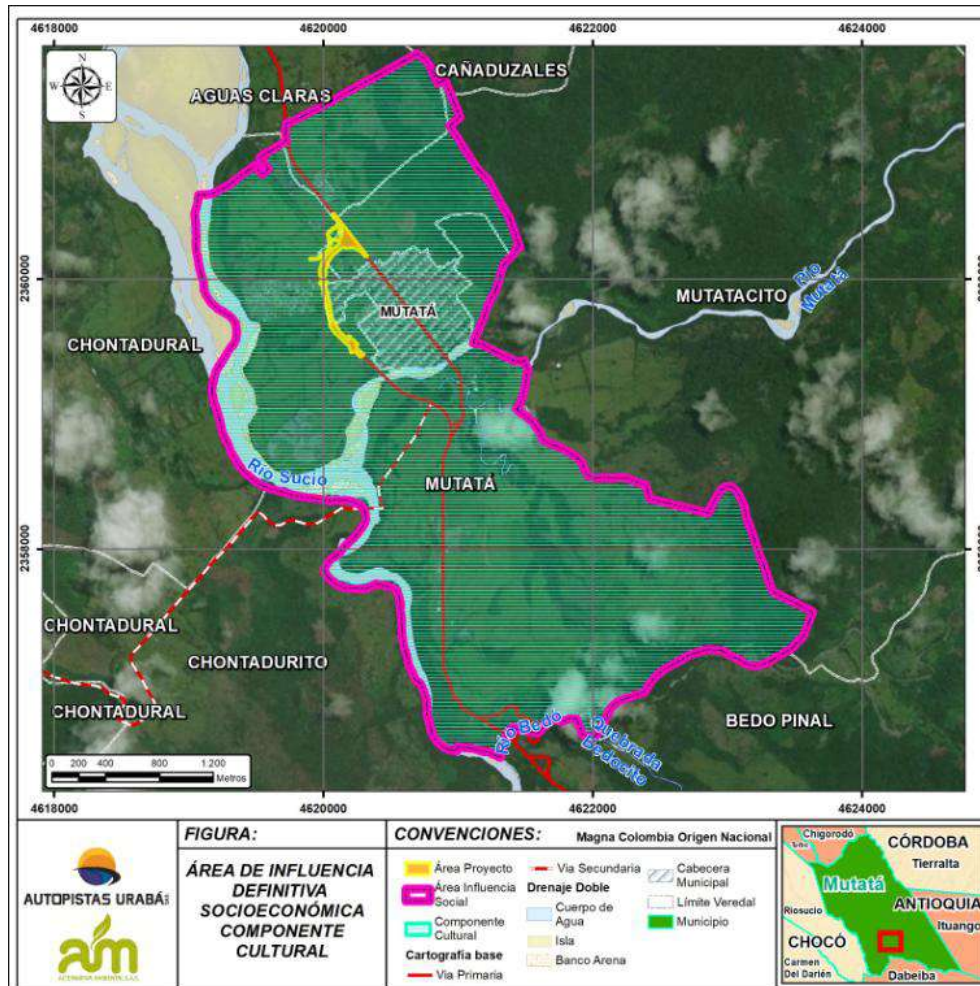 4618000
4620000
4622000
4624000
N
W E
S
AGUAS CLARAS
CAÑADUZALES
2360000
MUTATACITO
Río
Mutatá
MUTATÁ
CHONTADURAL
Río Sucio
MUTATÁ
2358000
CHONTADURAL
CHONTADURITO
CHONTADURAL
BEDO PINAL
Río Bedó
Quebrada
Bedocito
0 200 400 800 1.200
Metros
4618000
4620000
4622000
4624000
AUTOPISTAS URABÁ
FIGURA:
ÁREA DE INFLUENCIA
DEFINITIVA
SOCIOECONÓMICA
COMPONENTE
CULTURAL
CONVENCIONES:
Magna Colombia Origen Nacional
Área Proyecto
Área Influencia
Social
Componente
Cultural
Cartografía base
Via Primaria
Via Secundaria
Drenaje Doble
Cuerpo de
Agua
Isla
Banco Arena
Cabecera
Municipal
Límite Veredal
Municipio
Chigorodó
CÓRDOBA
Tierralta
Mutatá
ANTIOQUIA
Riosucio
Ituango
CHOCÓ
Carmen
Del Darién
Dabeiba